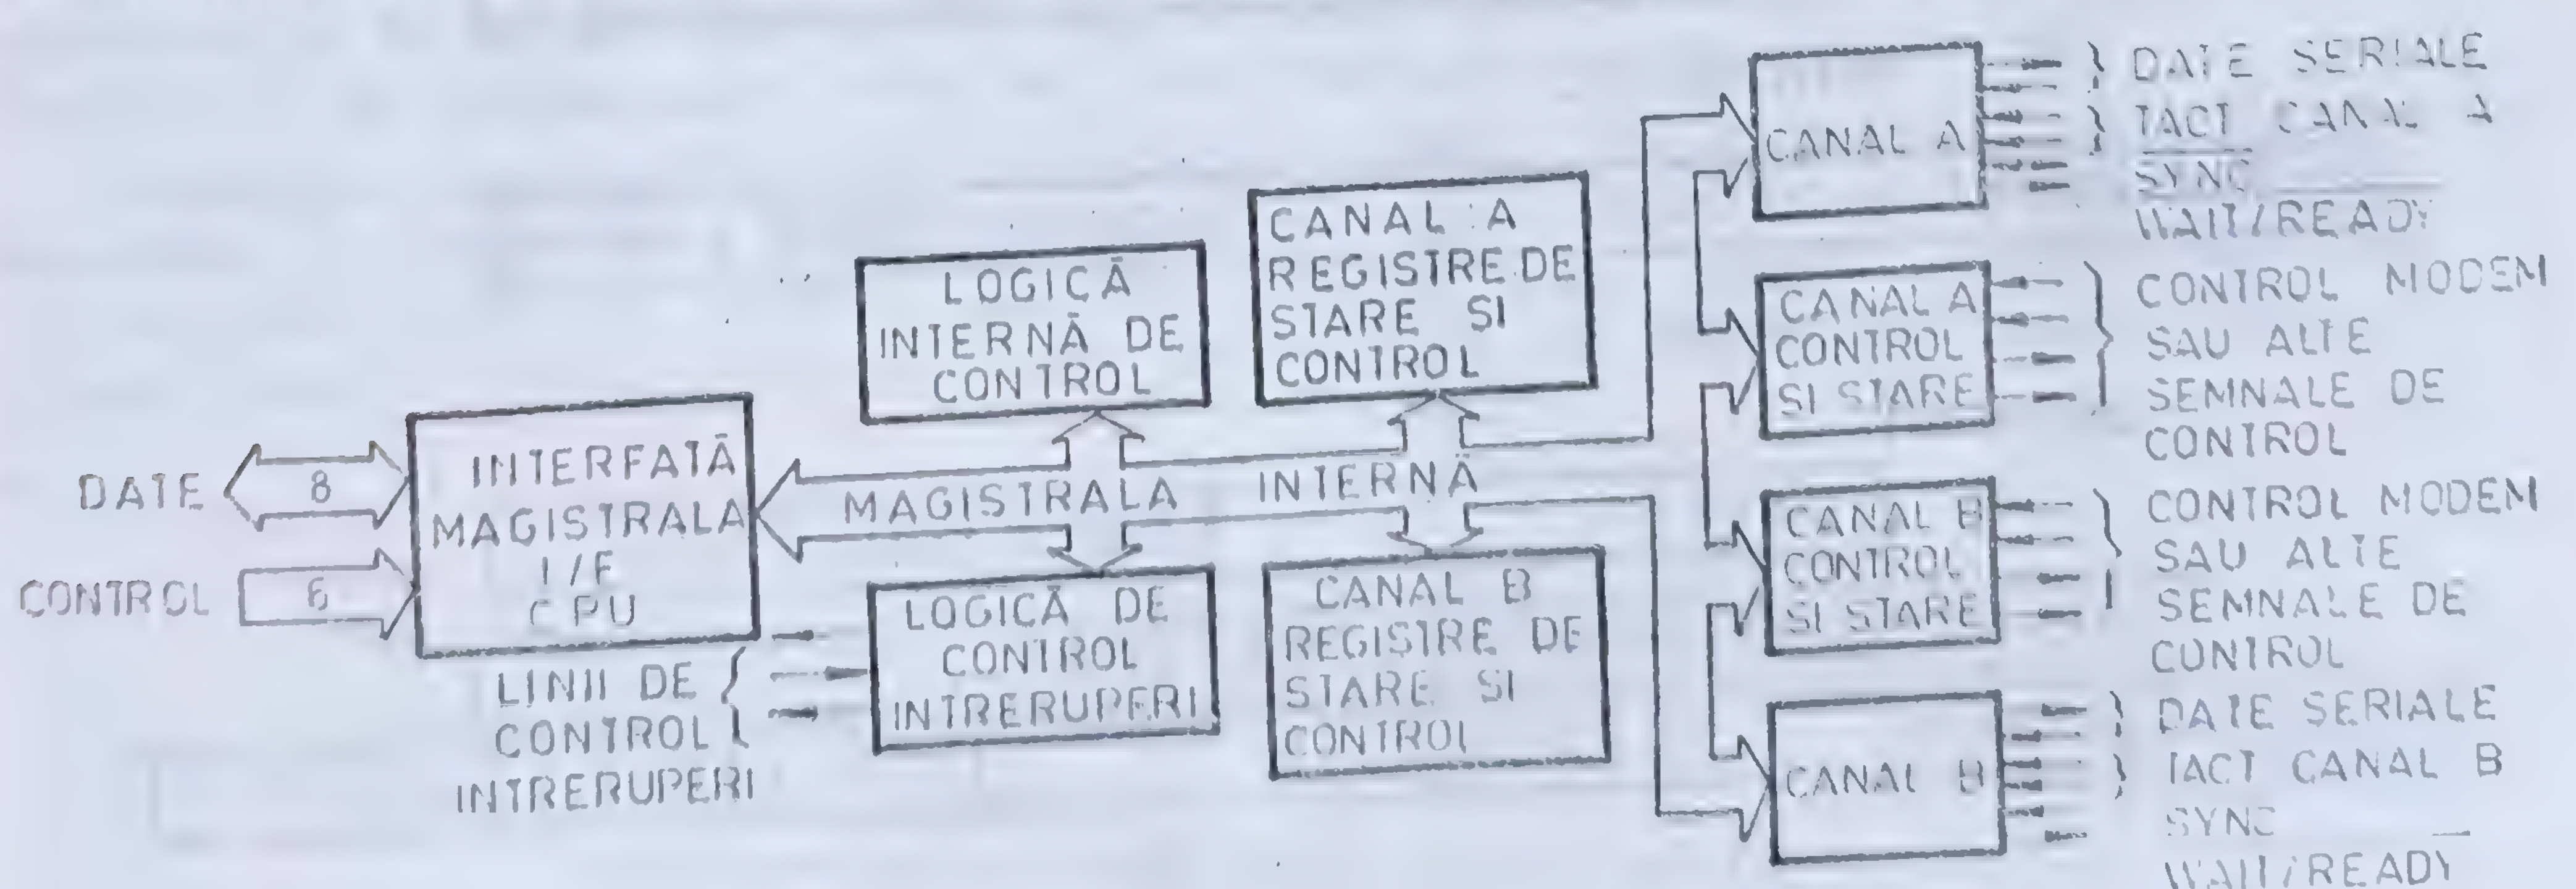 DATE
8
CONTROL
6
INTERFATĂ
MAGISTRALA
I/F
CPU
LINII DE
CONTROL
INTRERUPERI
LOGICĂ
INTERNĂ DE
CONTROL
MAGISTRALA INTERNĂ
LOGICĂ DE
CONTROL
INTRERUPERI
CANAL A
REGISTRE DE
STARE SI
CONTROL
CANAL B
REGISTRE DE
STARE SI
CONTROL
CANAL A
DATE SERIALE
TACT CANAL A
SYNC
WAIT/READY
CANAL A
CONTROL
SI STARE
CONTROL MODEM
SAU ALTE
SEMNALE DE
CONTROL
CANAL B
CONTROL
SI STARE
CONTROL MODEM
SAU ALTE
SEMNALE DE
CONTROL
CANAL B
DATE SERIALE
TACT CANAL B
SYNC
WAIT/READY